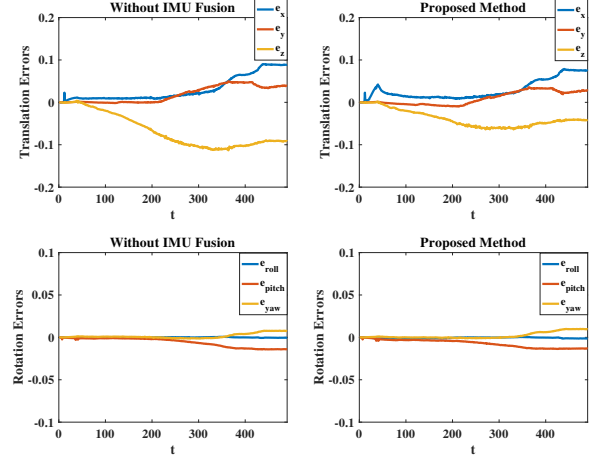 Without IMU Fusion
Proposed Method
0.2
0.1
0
-0.1
-0.2
Translation Errors
0 100 200 300 400
t
e_x
e_y
e_z
0.2
0.1
0
-0.1
-0.2
Translation Errors
0 100 200 300 400
t
e_x
e_y
e_z
Without IMU Fusion
Proposed Method
0.1
0.05
0
-0.05
-0.1
Rotation Errors
0 100 200 300 400
t
e_roll
e_pitch
e_yaw
0.1
0.05
0
-0.05
-0.1
Rotation Errors
0 100 200 300 400
t
e_roll
e_pitch
e_yaw